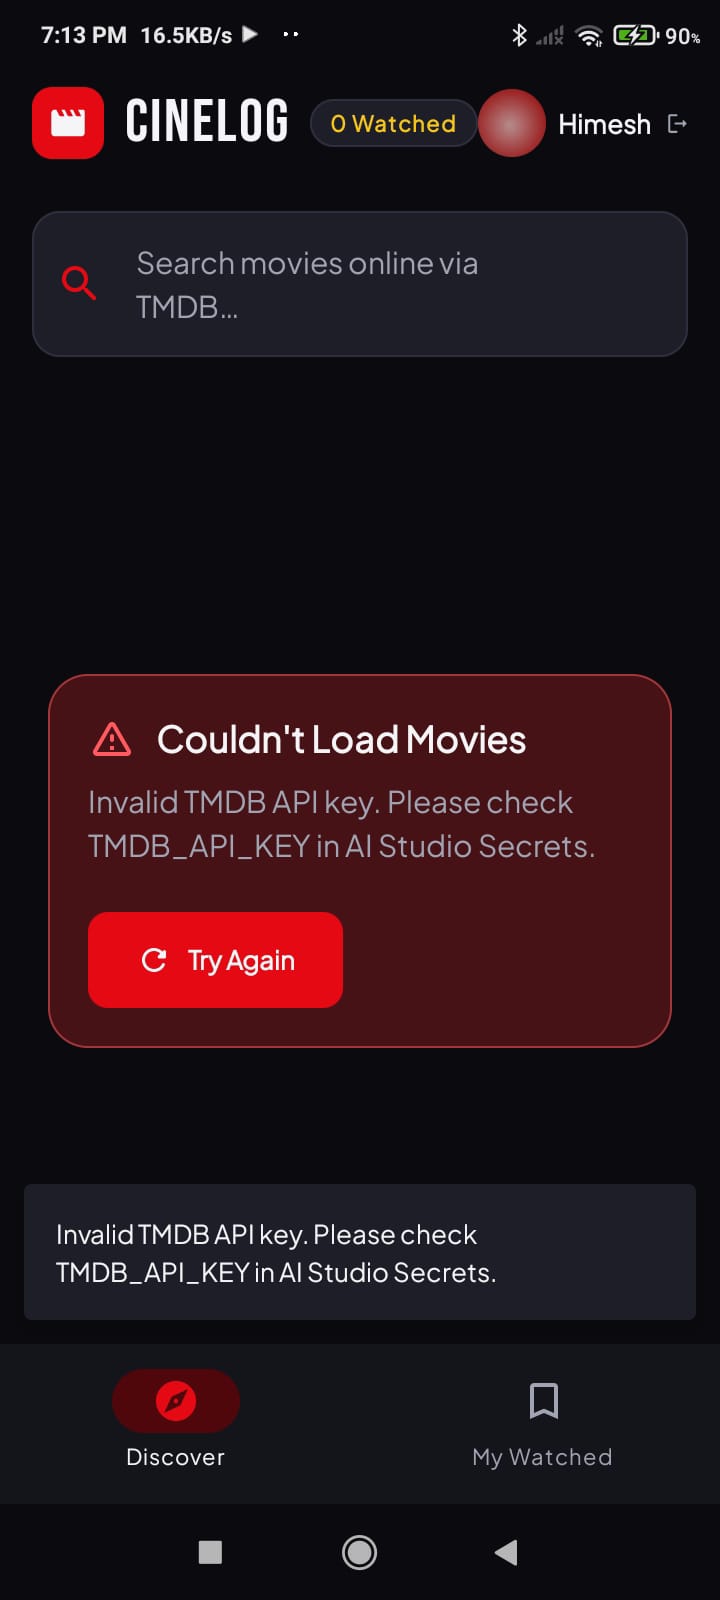 7:13 PM 16.5KB/s
90%
CINELOG
0 Watched
Himesh
Search movies online via
TMDB...
Couldn't Load Movies
Invalid TMDB API key. Please check
TMDB_API_KEY in AI Studio Secrets.
Try Again
Invalid TMDB API key. Please check
TMDB_API_KEY in AI Studio Secrets.
Discover
My Watched